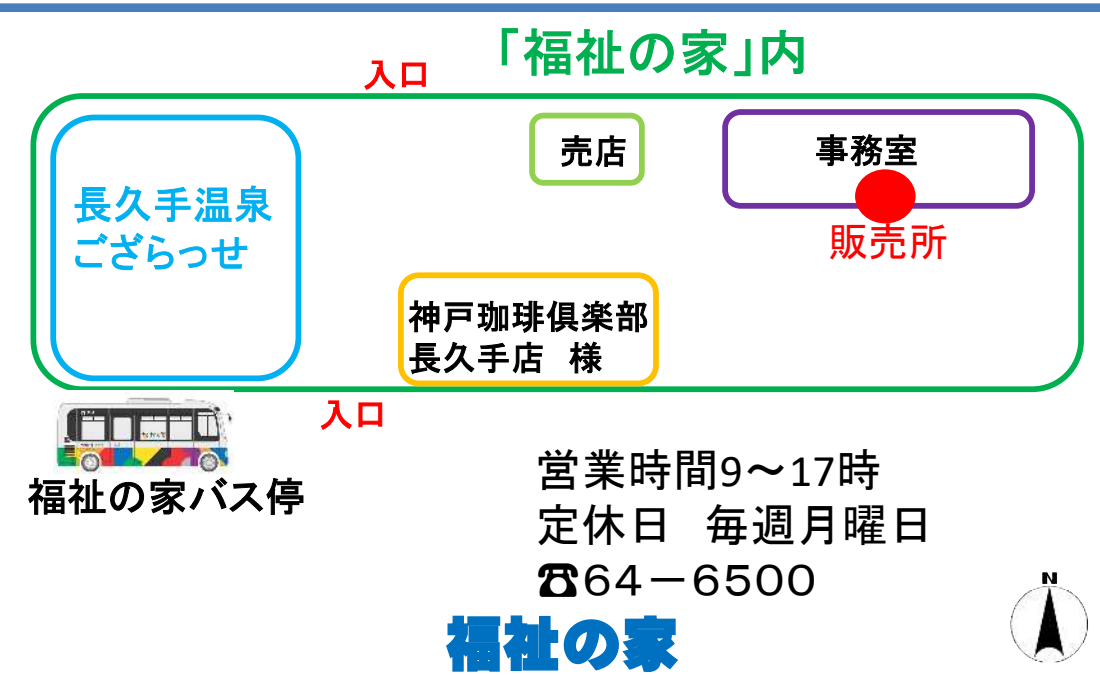 「福祉の家」内
入口
売店
事務室
販売所
長久手温泉
ござらっせ
神戸珈琲倶楽部
長久手店　様
入口
福祉の家バス停
営業時間9～17時
定休日　毎週月曜日
☎64－6500
N
福祉の家